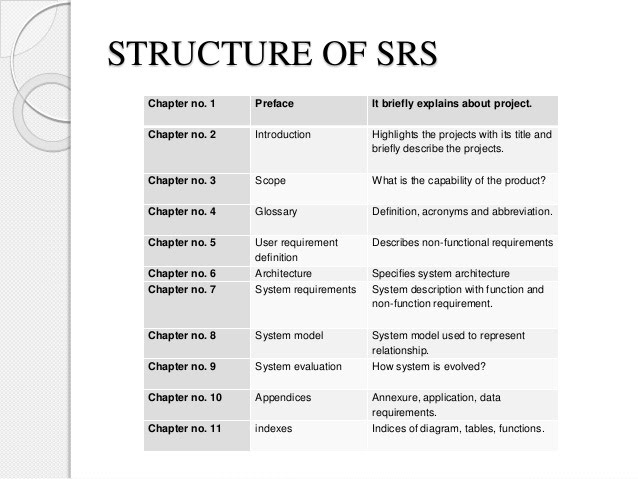 STRUCTURE OF SRS
Chapter no. 1 Preface It briefly explains about project.
Chapter no. 2 Introduction Highlights the projects with its title and
briefly describe the projects.
Chapter no. 3 Scope What is the capability of the product?
Chapter no. 4 Glossary Definition, acronyms and abbreviation.
Chapter no. 5 User requirement Describes non-functional requirements
definition
Chapter no. 6 Architecture Specifies system architecture
Chapter no. 7 System requirements System description with function and
non-function requirement.
Chapter no. 8 System model System model used to represent
relationship.
Chapter no. 9 System evaluation How system is evolved?
Chapter no. 10 Appendices Annexure, application, data
requirements.
Chapter no. 11 indexes Indices of diagram, tables, functions.